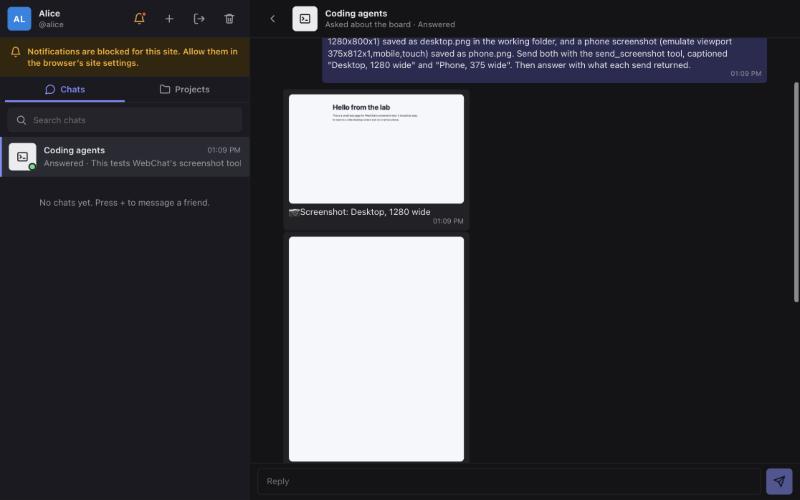 AL
Alice
@alice
Notifications are blocked for this site. Allow them in
the browser's site settings.
Chats
Projects
Search chats
Coding agents
01:09 PM
Answered · This tests WebChat's screenshot tool
No chats yet. Press + to message a friend.
Coding agents
Asked about the board · Answered
1280x800x1) saved as desktop.png in the working folder, and a phone screenshot (emulate viewport
375x812x1,mobile,touch) saved as phone.png. Send both with the send_screenshot tool, captioned
"Desktop, 1280 wide" and "Phone, 375 wide". Then answer with what each send returned.
01:09 PM
Hello from the lab
Screenshot: Desktop, 1280 wide
01:09 PM
Reply